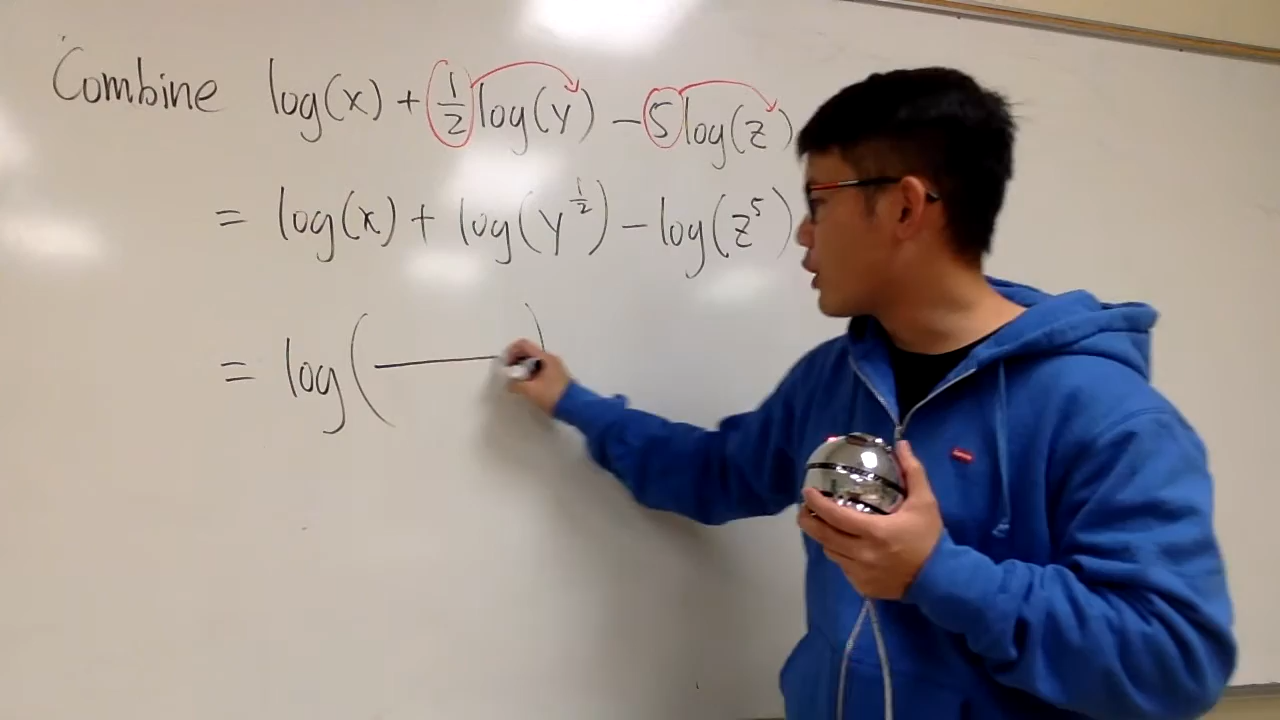 Combine log(x) + 1/2 log(y) - 5 log(z)
= log(x) + log(y^1/2) - log(z^5)
= log( )